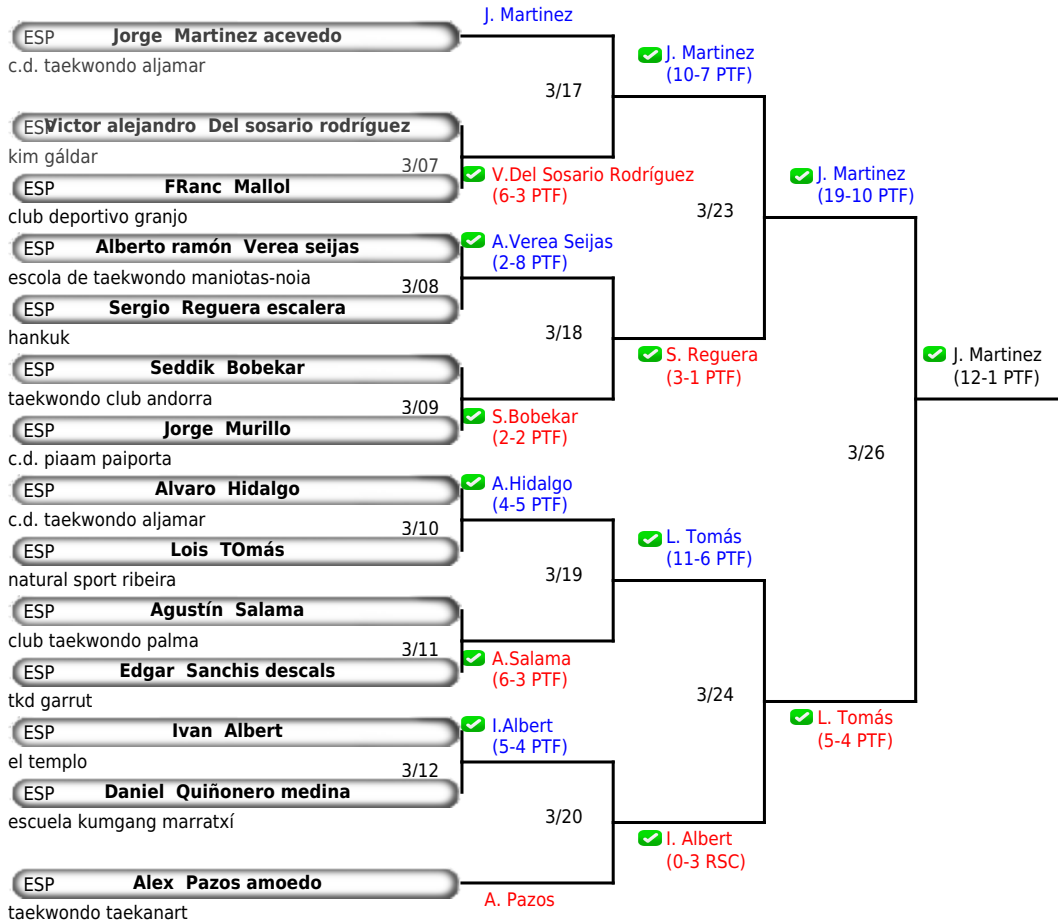 J. Martinez
ESP Jorge Martinez acevedo
c.d. taekwondo aljamar
J. Martinez
(10-7 PTF)
3/17
ESP Victor alejandro Del sosario rodríguez
kim gáldar
3/07
V.Del Sosario Rodríguez
(6-3 PTF)
ESP FRanc Mallol
club deportivo granjo
J. Martinez
(19-10 PTF)
3/23
ESP Alberto ramón Verea seijas
A.Verea Seijas
(2-8 PTF)
escola de taekwondo maniotas-noia
3/08
ESP Sergio Reguera escalera
hankuk
3/18
S. Reguera
(3-1 PTF)
J. Martinez
(12-1 PTF)
ESP Seddik Bobekar
taekwondo club andorra
3/09
S.Bobekar
(2-2 PTF)
ESP Jorge Murillo
c.d. piaam paiporta
3/26
ESP Alvaro Hidalgo
A.Hidalgo
(4-5 PTF)
c.d. taekwondo aljamar
3/10
ESP Lois TOmás
natural sport ribeira
L. Tomás
(11-6 PTF)
3/19
ESP Agustín Salama
club taekwondo palma
3/11
A.Salama
(6-3 PTF)
ESP Edgar Sanchis descals
tkd garrut
3/24
L. Tomás
(5-4 PTF)
ESP Ivan Albert
I.Albert
(5-4 PTF)
el templo
3/12
ESP Daniel Quiñonero medina
escuela kumgang marratxí
3/20
I. Albert
(0-3 RSC)
ESP Alex Pazos amoedo
A. Pazos
taekwondo taekanart